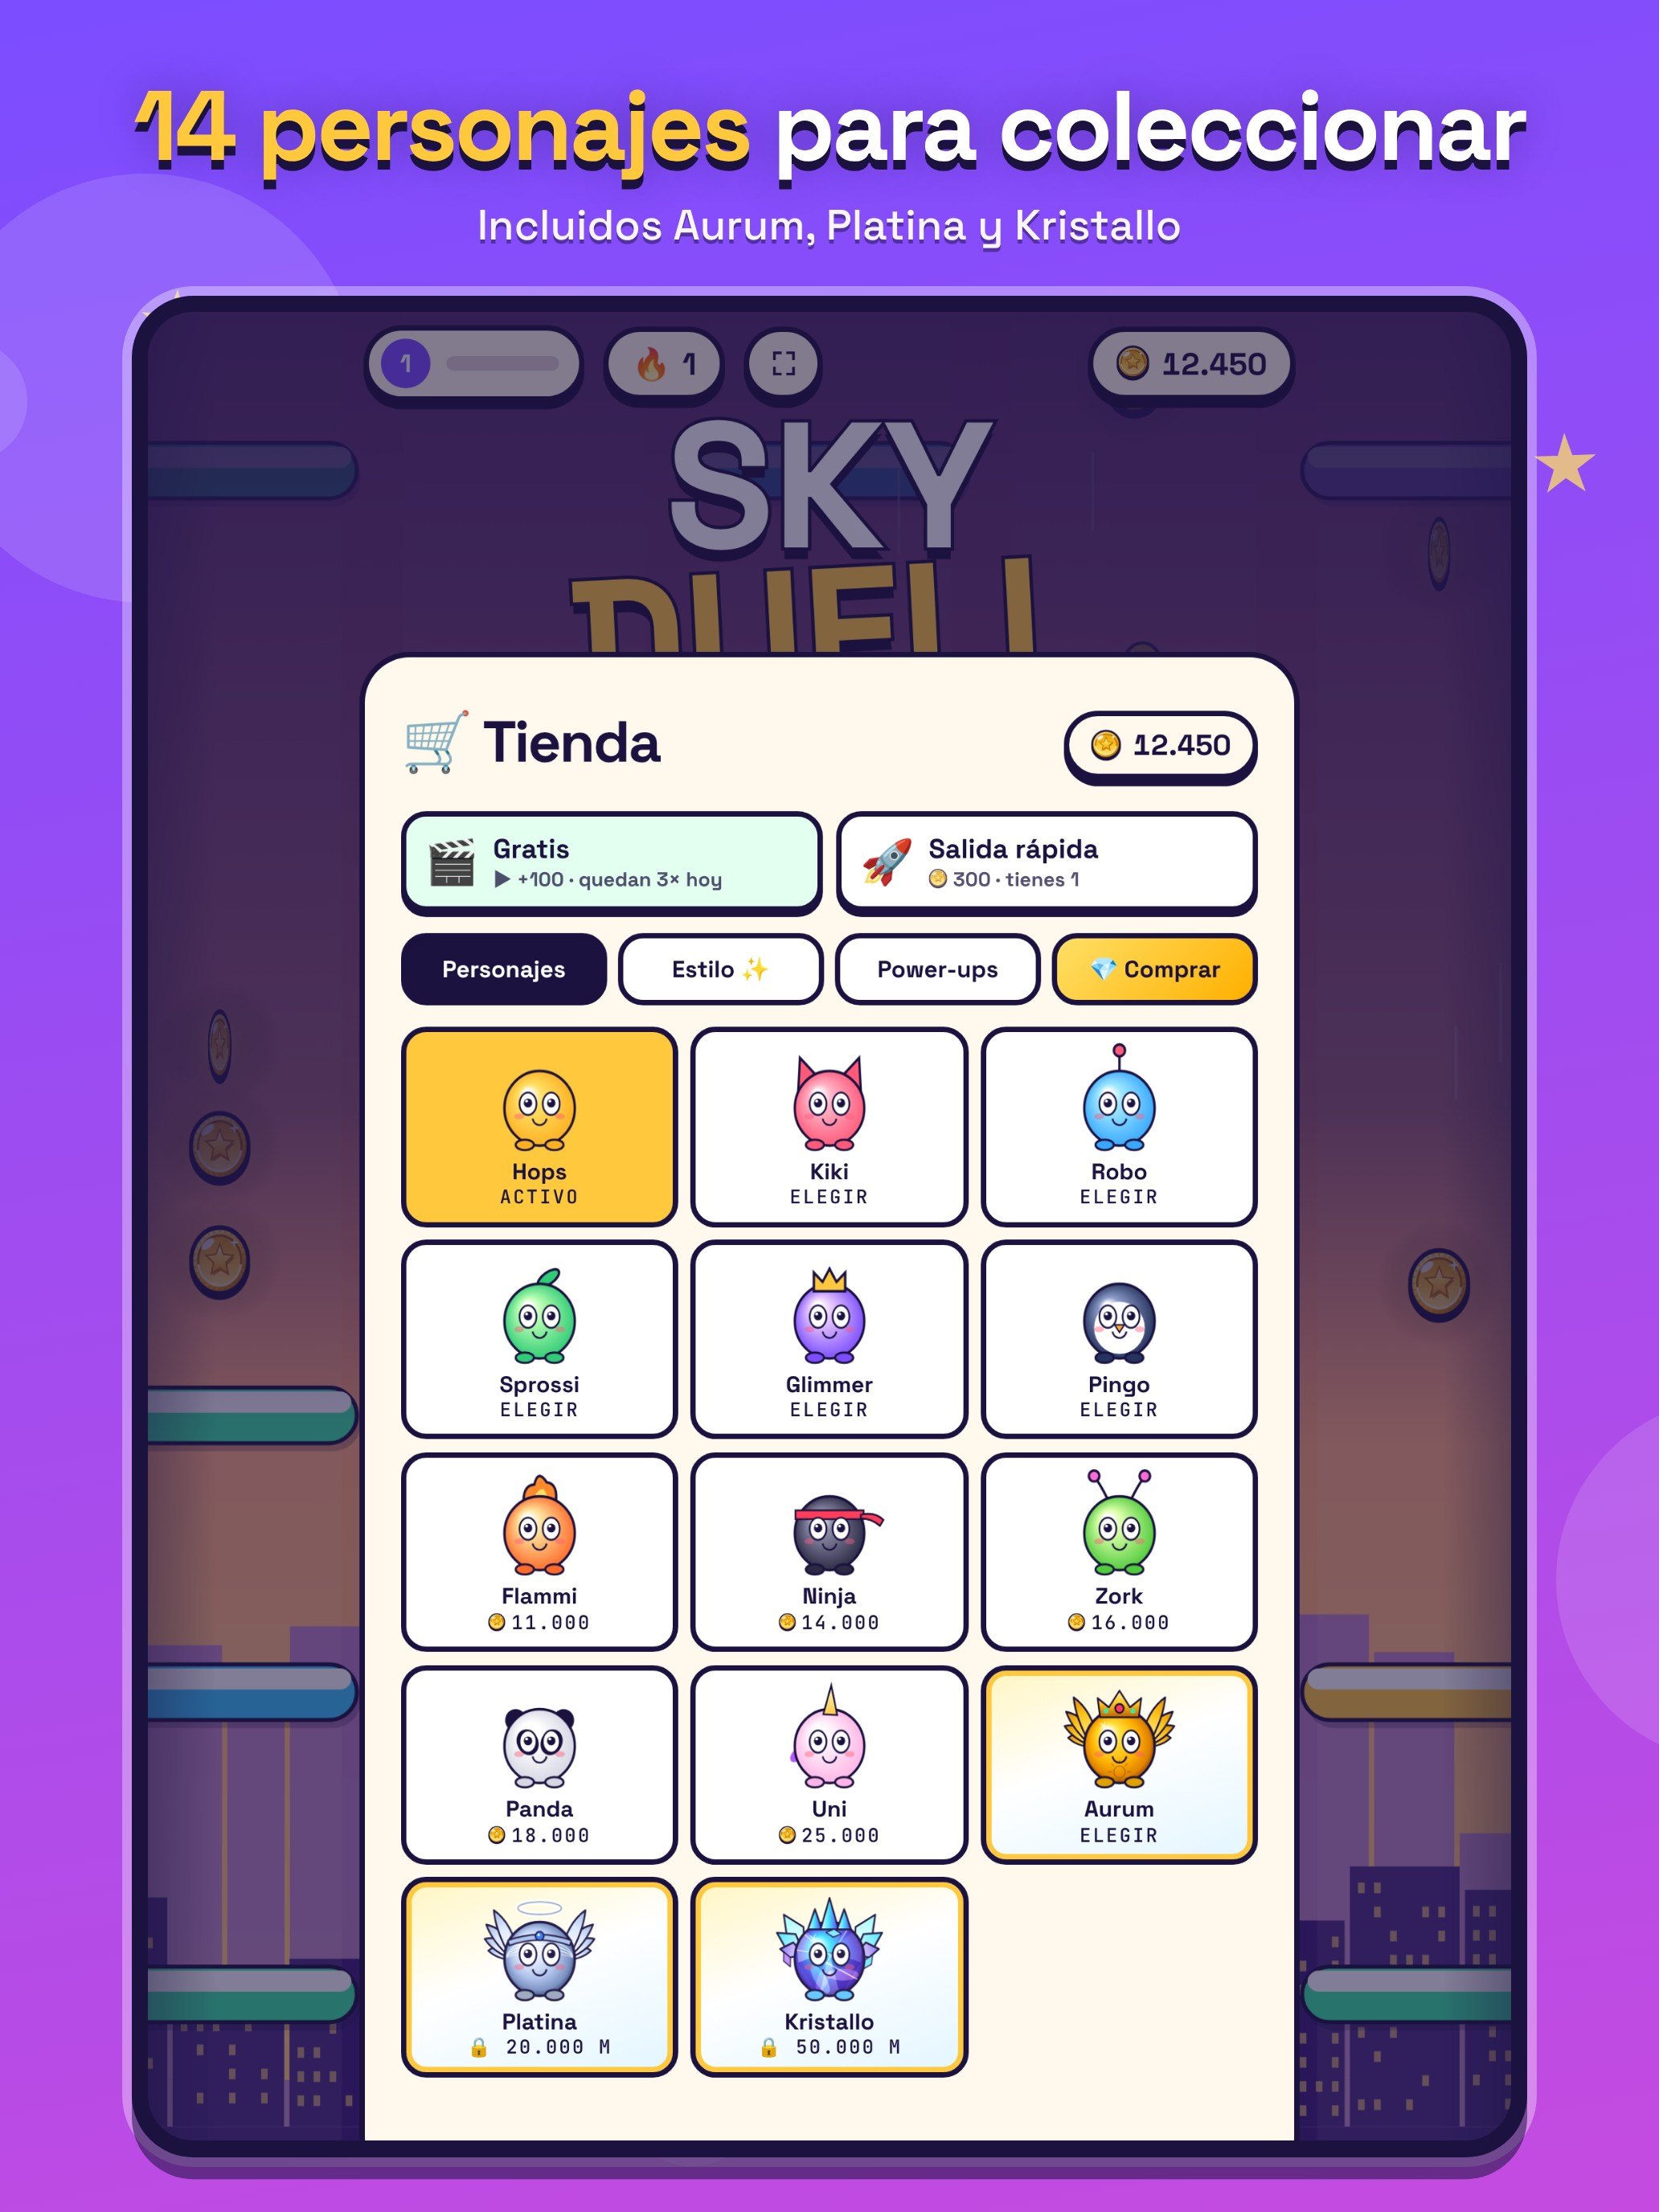 14 personajes para coleccionar
Incluidos Aurum, Platina y Kristallo
1
1
12.450
SKY
DUELL
Tienda
12.450
Gratis
▶ +100 · quedan 3× hoy
Salida rápida
300 · tienes 1
Personajes
Estilo
Power-ups
Comprar
Hops
ACTIVO
Kiki
ELEGIR
Robo
ELEGIR
Sprossi
ELEGIR
Glimmer
ELEGIR
Pingo
ELEGIR
Flammi
11.000
Ninja
14.000
Zork
16.000
Panda
18.000
Uni
25.000
Aurum
ELEGIR
Platina
20.000 M
Kristallo
50.000 M